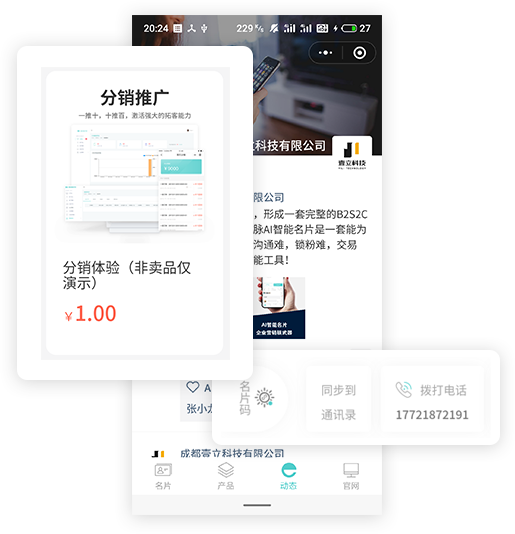 20:24
229 K/s
27
分销推广
一推十，十推百，激活强大的拓客能力
分销体验（非卖品仅
演示）
￥1.00
立科技有限公司
壹立科技
公司
，形成一套完整的B2S2C
脉AI智能名片是一套能为
沟通难，锁粉难，交易
能工具！
AI智能名片
企业营销联武器
A
张小龙
名片码
同步到
通讯录
拨打电话
17721872191
成都壹立科技有限公司
名片
产品
动态
官网